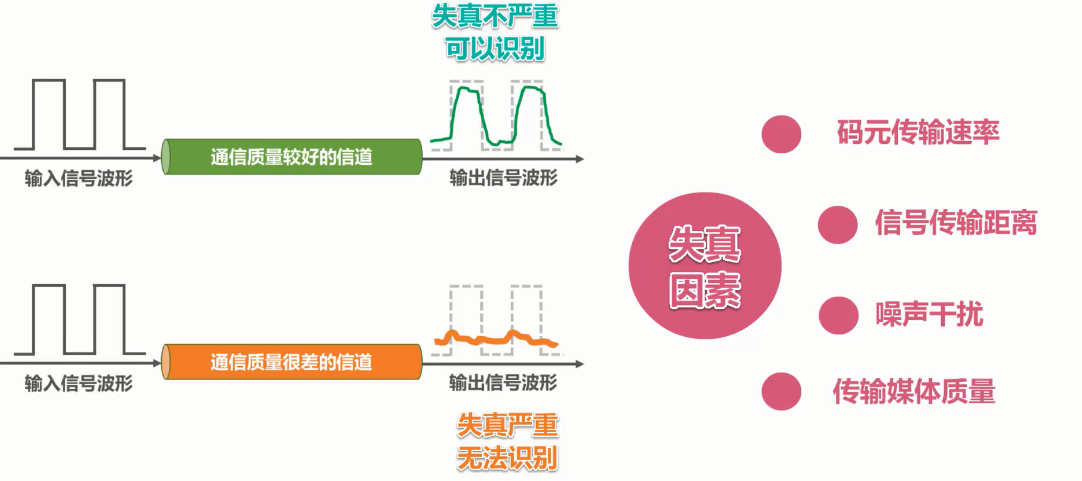 失真不严重
可以识别
通信质量较好的信道
输入信号波形
输出信号波形
通信质量很差的信道
输入信号波形
输出信号波形
失真严重
无法识别
失真
因素
码元传输速率
信号传输距离
噪声干扰
传输媒体质量